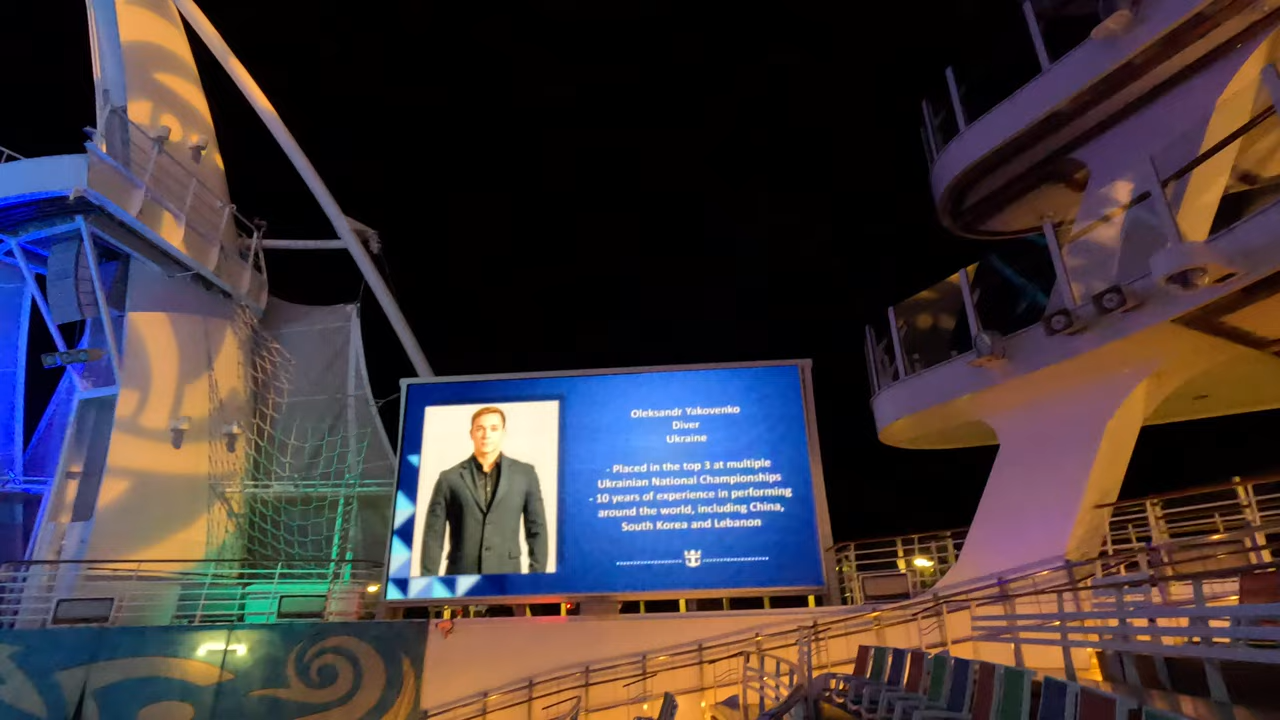 Oleksandr Yakovenko
Diver
Ukraine
- Placed in the top 3 at multiple
Ukrainian National Championships
- 10 years of experience in performing
around the world, including China,
South Korea and Lebanon